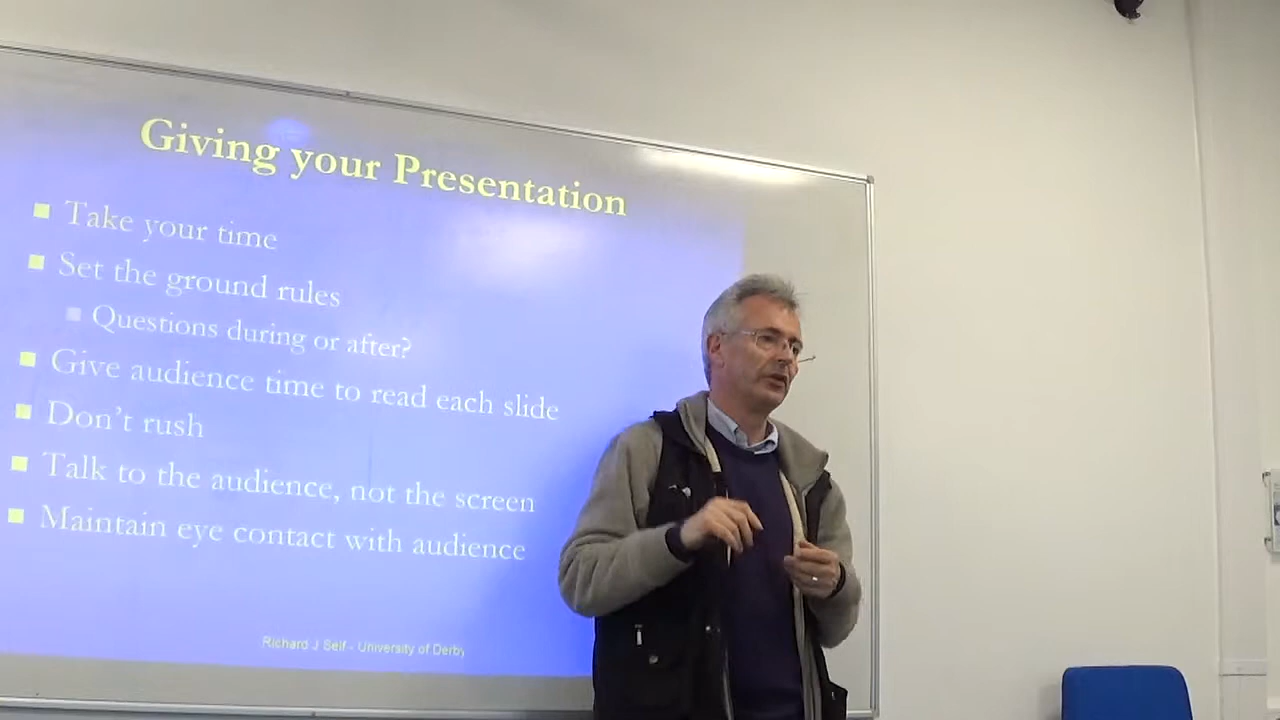 Giving your Presentation
Take your time
Set the ground rules
Questions during or after?
Give audience time to read each slide
Don't rush
Talk to the audience, not the screen
Maintain eye contact with audience
Richard J Self - University of Derby